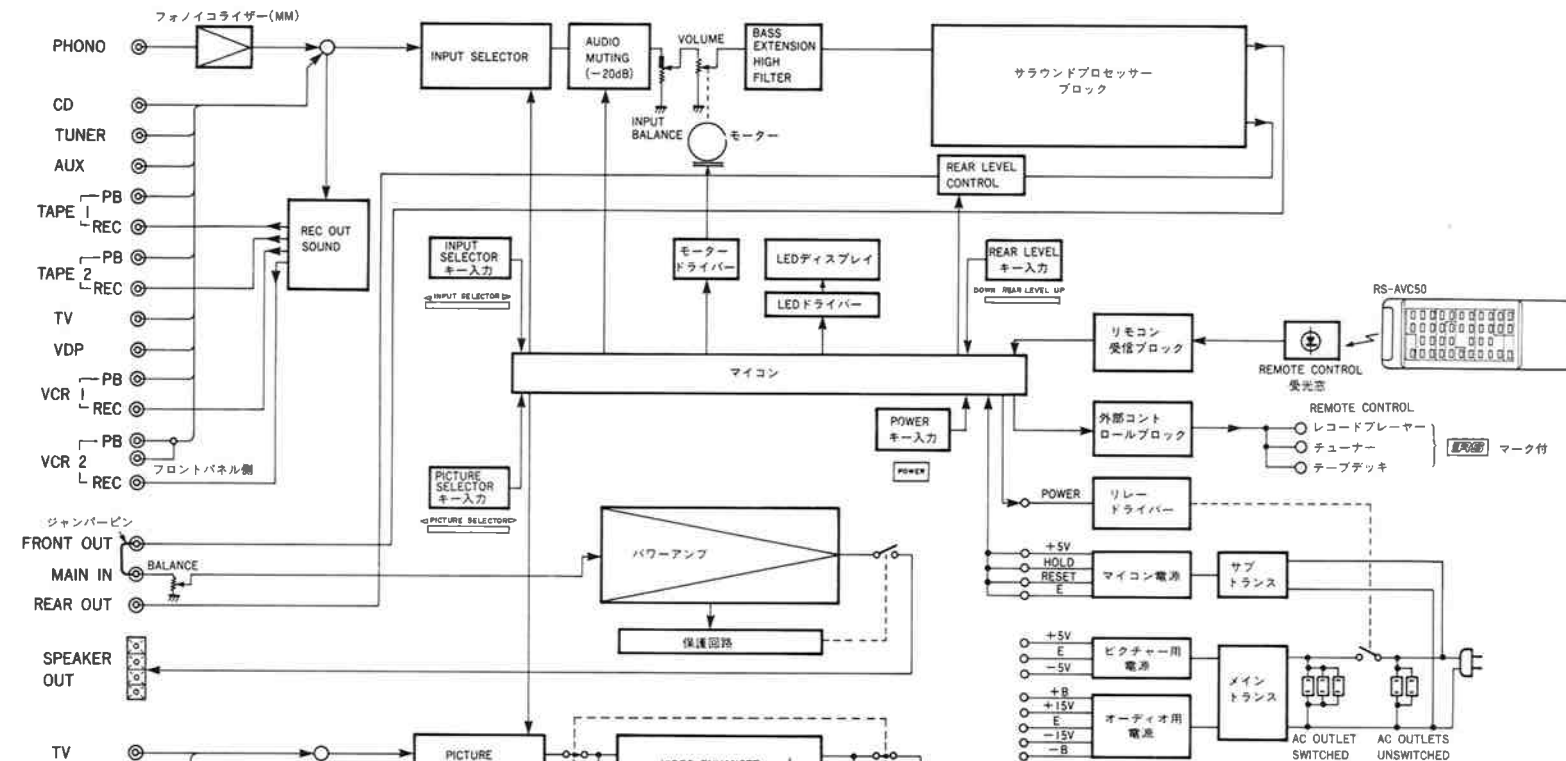 フォノイコライザー(MM)
PHONO
INPUT SELECTOR
AUDIO
MUTING
(−20dB)
VOLUME
BASS
EXTENSION
HIGH
FILTER
サラウンドプロセッサー
ブロック
INPUT
BALANCE
モーター
CD
TUNER
AUX
TAPE 1
PB
REC
TAPE 2
PB
REC
TV
VDP
VCR 1
PB
REC
VCR 2
PB
REC
フロントパネル側
REC OUT
SOUND
REAR LEVEL
CONTROL
INPUT
SELECTOR
キー入力
INPUT SELECTOR
モーター
ドライバー
LEDディスプレイ
LEDドライバー
REAR LEVEL
キー入力
DOWN REAR LEVEL UP
マイコン
リモコン
受信ブロック
REMOTE CONTROL
受光窓
RS-AVC50
POWER
キー入力
POWER
外部コント
ロールブロック
REMOTE CONTROL
レコードプレーヤー
チューナー
テープデッキ
マーク付
PICTURE
SELECTOR
キー入力
PICTURE SELECTOR
POWER
リレー
ドライバー
ジャンパーピン
FRONT OUT
MAIN IN
BALANCE
REAR OUT
パワーアンプ
保護回路
SPEAKER
OUT
+5V
HOLD
RESET
E
マイコン電源
サブ
トランス
+5V
E
−5V
ピクチャー用
電源
メイン
トランス
+B
+15V
E
−15V
−B
オーディオ用
電源
AC OUTLET
SWITCHED
AC OUTLETS
UNSWITCHED
TV
PICTURE